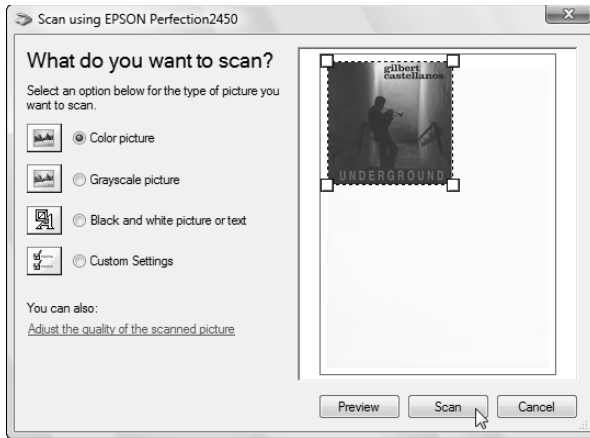 Scan using EPSON Perfection2450
What do you want to scan?
Select an option below for the type of picture you
want to scan.
Color picture
Grayscale picture
Black and white picture or text
Custom Settings
You can also:
Adjust the quality of the scanned picture
gilbert
castellanos
UNDERGROUND
Preview
Scan
Cancel